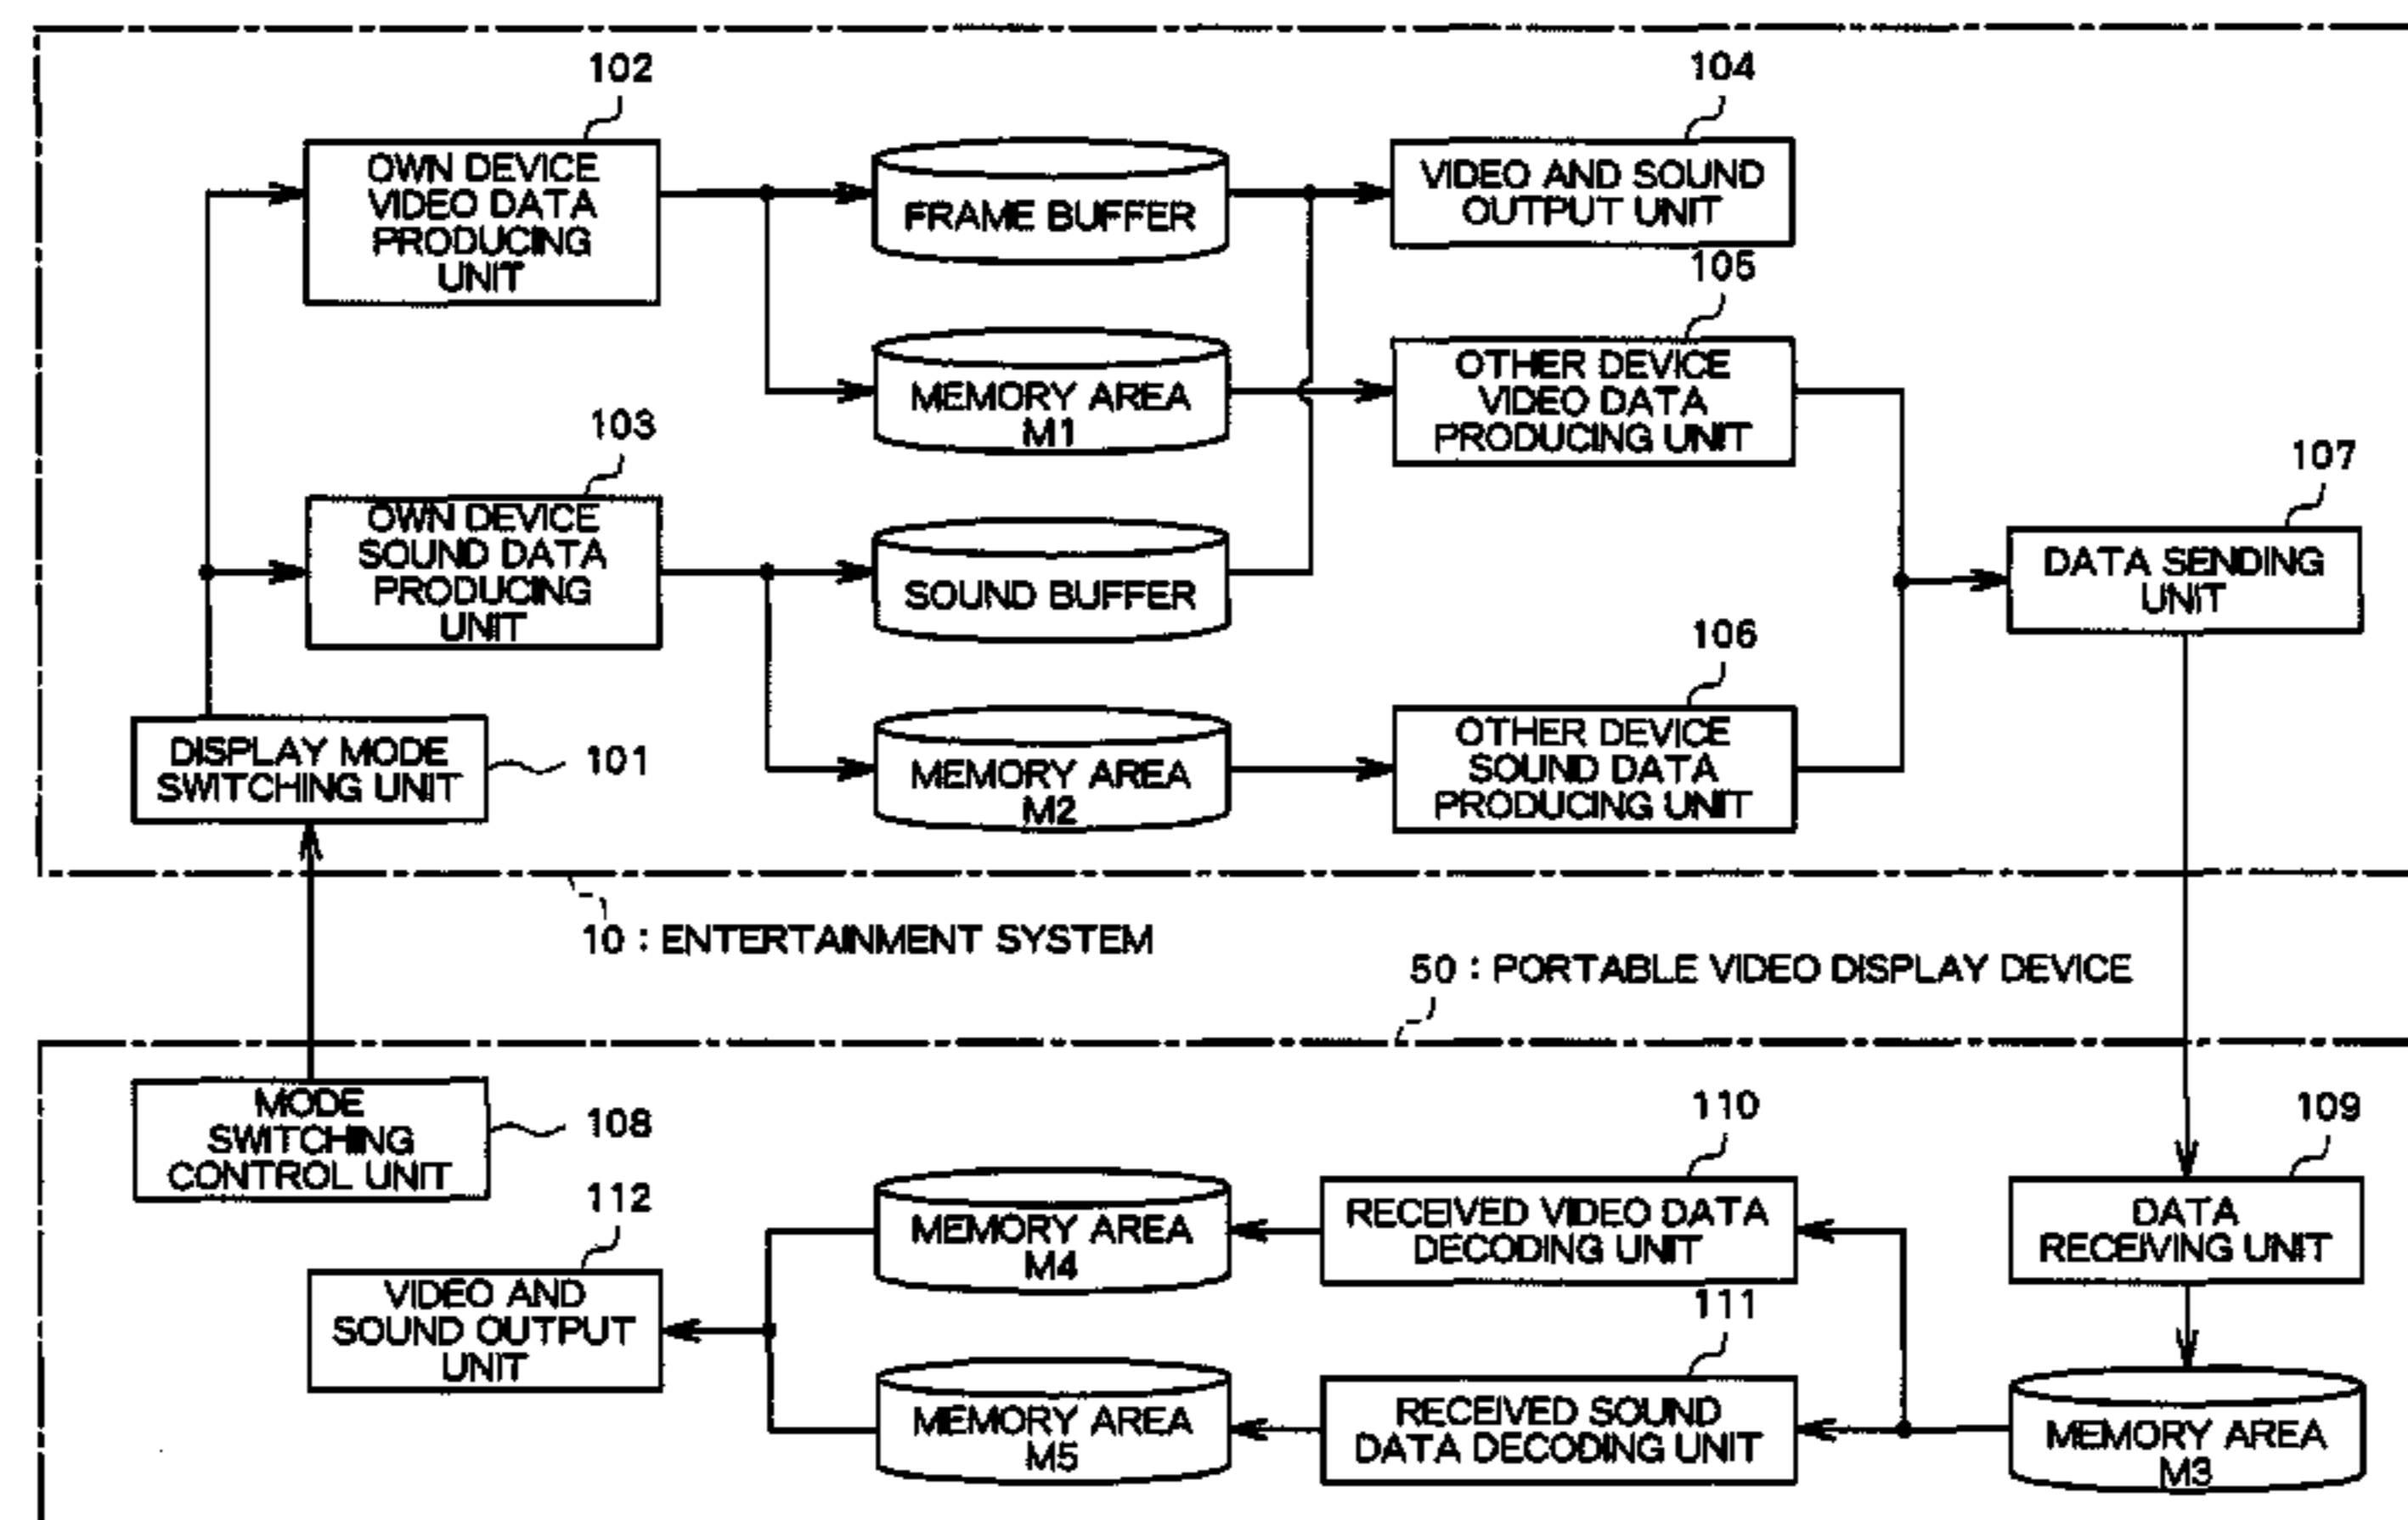 102
104
OWN DEVICE
VIDEO DATA
PRODUCING
UNIT
FRAME BUFFER
VIDEO AND SOUND
OUTPUT UNIT
105
MEMORY AREA
M1
OTHER DEVICE
VIDEO DATA
PRODUCING UNIT
103
107
OWN DEVICE
SOUND DATA
PRODUCING
UNIT
SOUND BUFFER
DATA SENDING
UNIT
106
DISPLAY MODE
SWITCHING UNIT
101
MEMORY AREA
M2
OTHER DEVICE
SOUND DATA
PRODUCING UNIT
10 : ENTERTAINMENT SYSTEM
50 : PORTABLE VIDEO DISPLAY DEVICE
MODE
SWITCHING
CONTROL UNIT
108
110
109
112
MEMORY AREA
M4
RECEIVED VIDEO DATA
DECODING UNIT
DATA
RECEIVING UNIT
VIDEO AND
SOUND OUTPUT
UNIT
111
MEMORY AREA
M5
RECEIVED SOUND
DATA DECODING UNIT
MEMORY AREA
M3